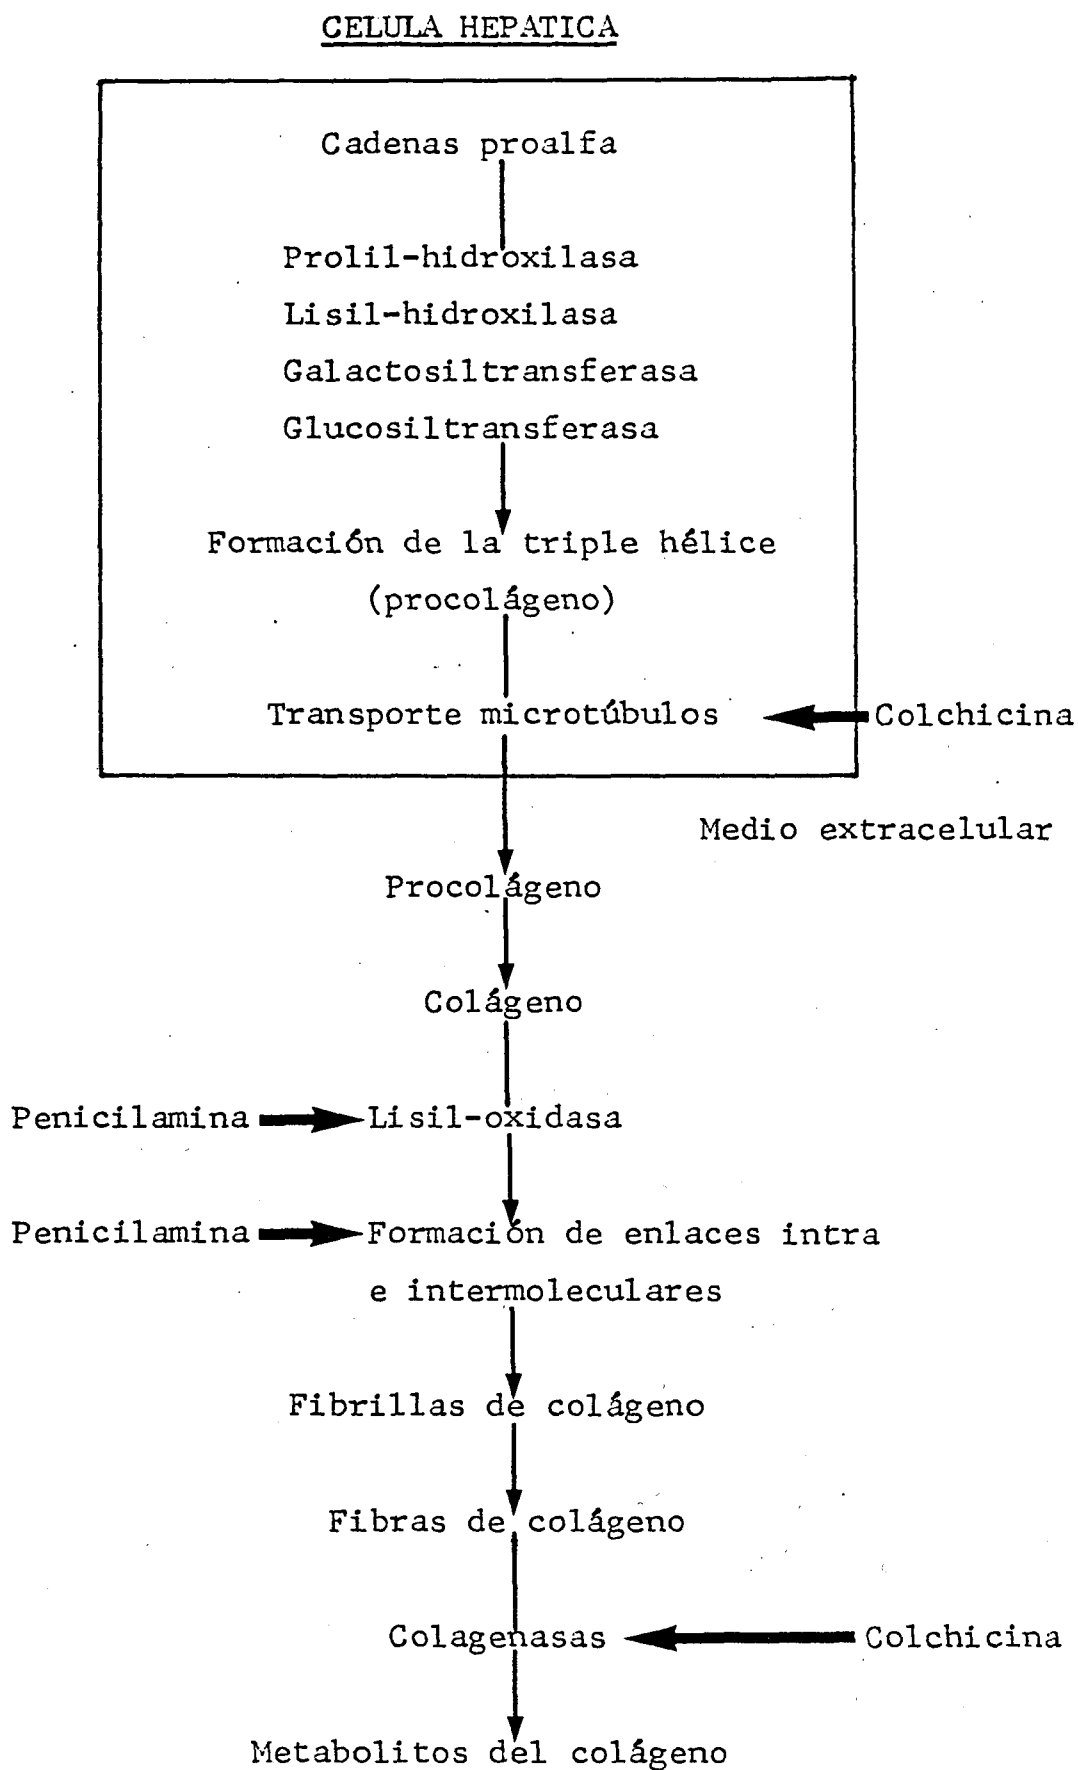 CELULA HEPATICA
Cadenas proalfa
Prolil-hidroxilasa
Lisil-hidroxilasa
Galactosiltransferasa
Glucosiltransferasa
Formación de la triple hélice
(procolágeno)
Transporte microtúbulos
Colchicina
Medio extracelular
Procolágeno
Colágeno
Penicilamina
Lisil-oxidasa
Penicilamina
Formación de enlaces intra
e intermoleculares
Fibrillas de colágeno
Fibras de colágeno
Colagenasas
Colchicina
Metabolitos del colágeno